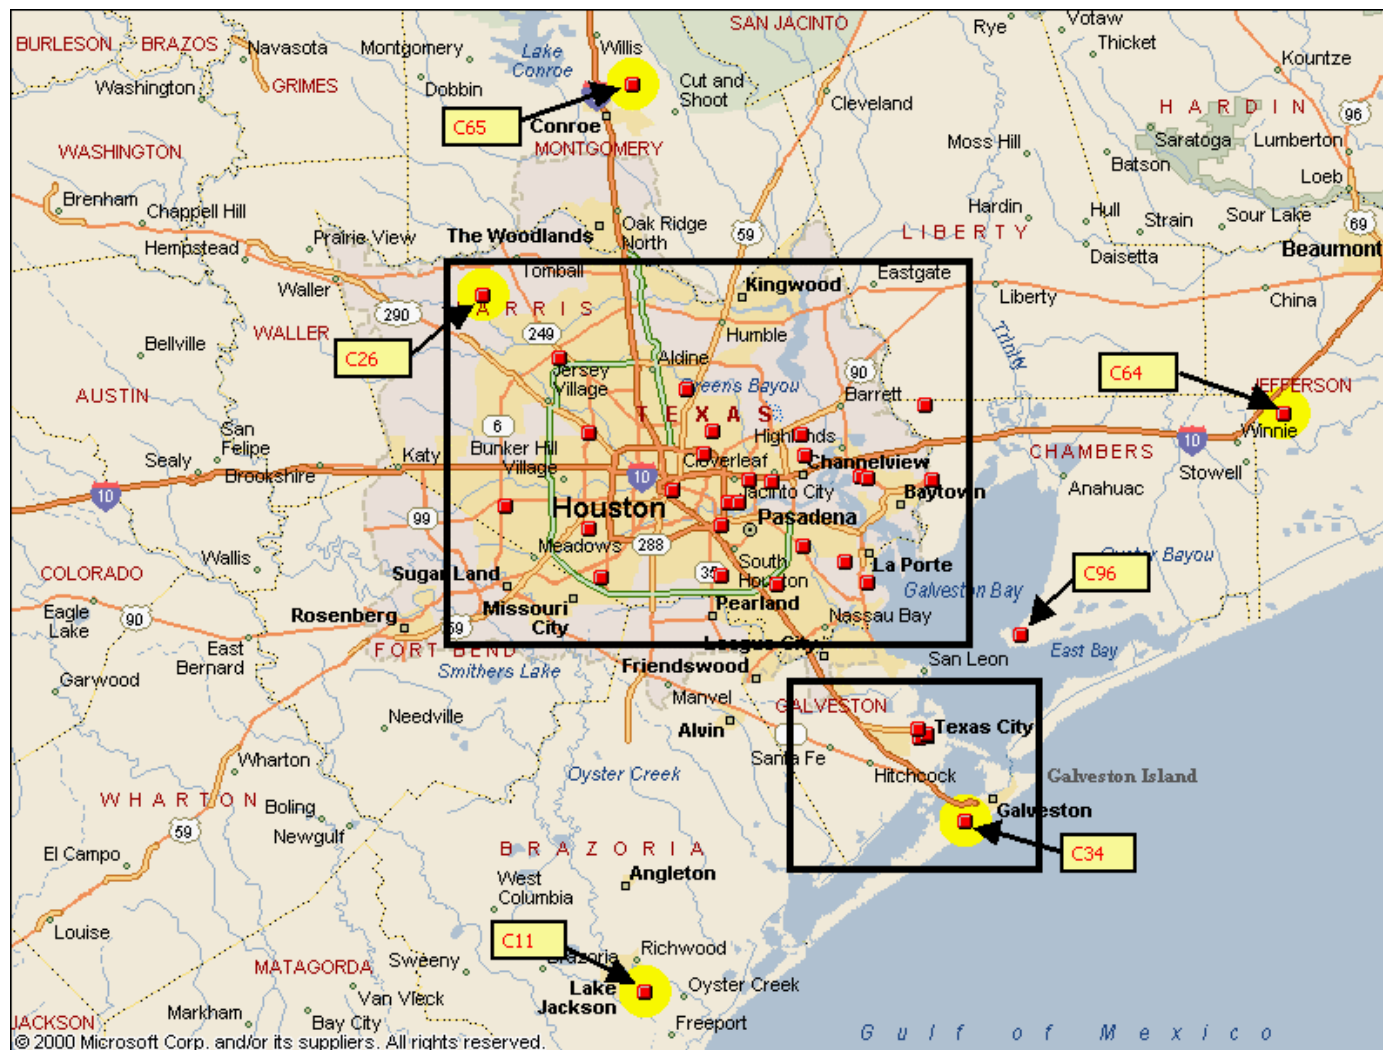 SAN JACINTO
BURLESON
BRAZOS
Navasota
Montgomery
Lake
Conroe
Willis
Rye
Votaw
Thicket
Kountze
Washington
GRIMES
Dobbin
Cut and
Shoot
Cleveland
HARDIN
96
C65
Conroe
MONTGOMERY
WASHINGTON
Moss Hill
Saratoga
Lumberton
Batson
Loeb
Brenham
Chappell Hill
Hardin
Hull
Strain
Sour Lake
69
Hempstead
Prairie View
The Woodlands
Oak Ridge
North
59
LIBERTY
Daisetta
Beaumont
Waller
Tomball
Kingwood
Eastgate
Liberty
China
290
HARRIS
WALLER
249
Humble
Trinity
Bellville
C26
Jersey
Village
Aldine
Greens Bayou
90
Barrett
C64
JEFFERSON
AUSTIN
TEXAS
San
Felipe
6
Bunker Hill
Village
Highlands
10
Winnie
Sealy
Brookshire
Katy
Cloverleaf
Channelview
CHAMBERS
Stowell
10
10
Jacinto City
Baytown
Anahuac
99
Houston
Pasadena
Wallis
Meadows
288
35
South
Houston
La Porte
Oyster Bayou
COLORADO
Sugar Land
Galveston Bay
C96
Eagle
Lake
90
Rosenberg
Missouri
City
Pearland
Nassau Bay
59
East
Bernard
FORT BEND
Smithers Lake
League City
Friendswood
San Leon
East Bay
Garwood
Needville
Manvel
GALVESTON
Alvin
Texas City
Wharton
Oyster Creek
Santa Fe
Hitchcock
Galveston Island
WHARTON
Boling
Newgulf
59
Galveston
El Campo
BRAZORIA
C34
West
Columbia
Angleton
Louise
C11
Richwood
MATAGORDA
Sweeny
Brazoria
Lake
Jackson
Oyster Creek
Van Vleck
Markham
Bay City
Freeport
JACKSON
Gulf of Mexico
© 2000 Microsoft Corp. and/or its suppliers. All rights reserved.